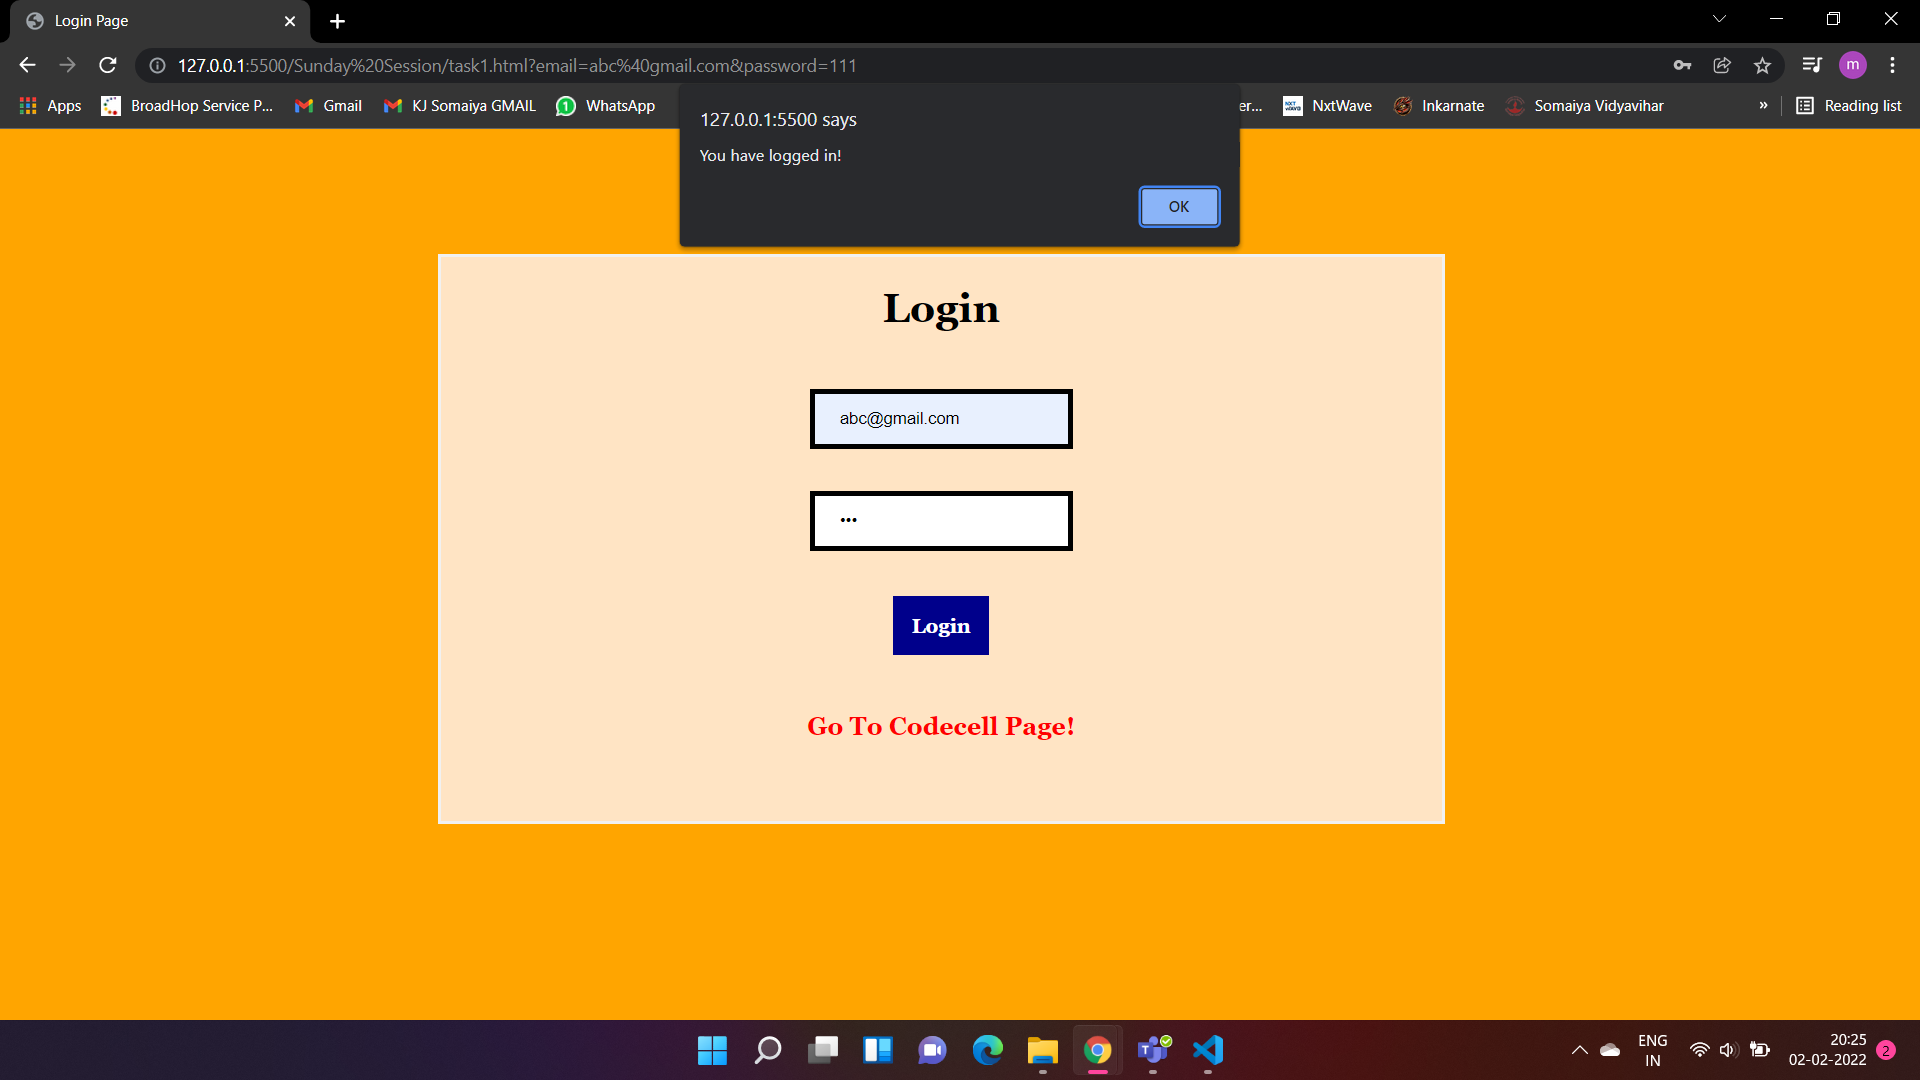 Login Page
127.0.0.1:5500/Sunday%20Session/task1.html?email=abc%40gmail.com&password=111
m
Apps
BroadHop Service P...
Gmail
KJ Somaiya GMAIL
1
WhatsApp
er...
NxtWave
Inkarnate
Somaiya Vidyavihar
»
Reading list
127.0.0.1:5500 says
You have logged in!
OK
Login
abc@gmail.com
•••
Login
Go To Codecell Page!
ENG
IN
20:25
02-02-2022
2